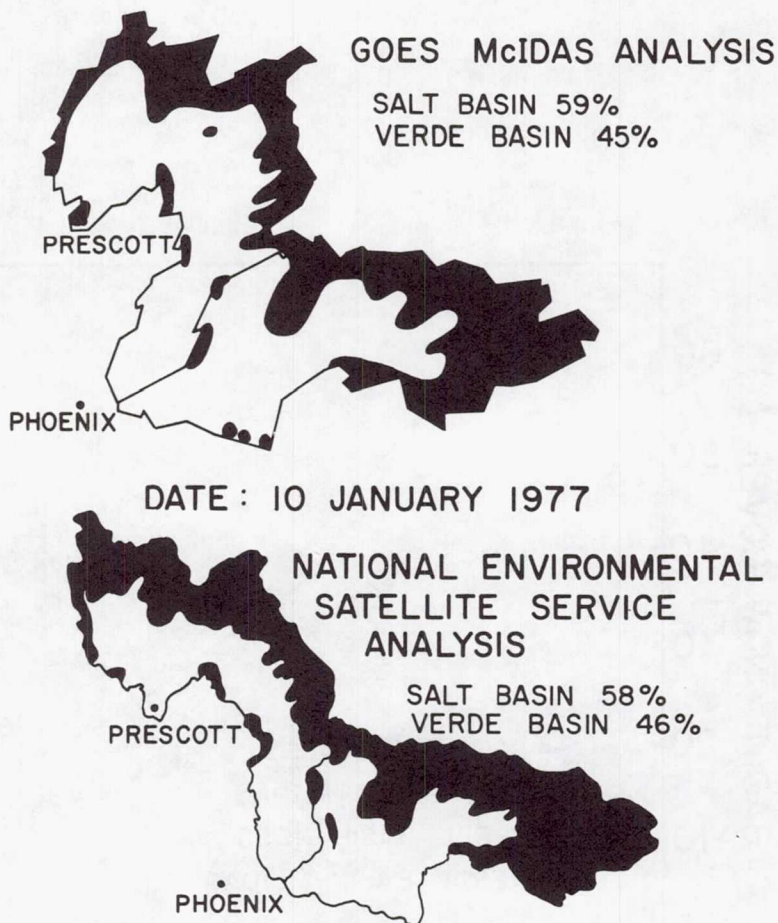 GOES McIDAS ANALYSIS
SALT BASIN 59%
VERDE BASIN 45%
PRESCOTT
PHOENIX
DATE: 10 JANUARY 1977
NATIONAL ENVIRONMENTAL
SATELLITE SERVICE
ANALYSIS
SALT BASIN 58%
VERDE BASIN 46%
PRESCOTT
PHOENIX